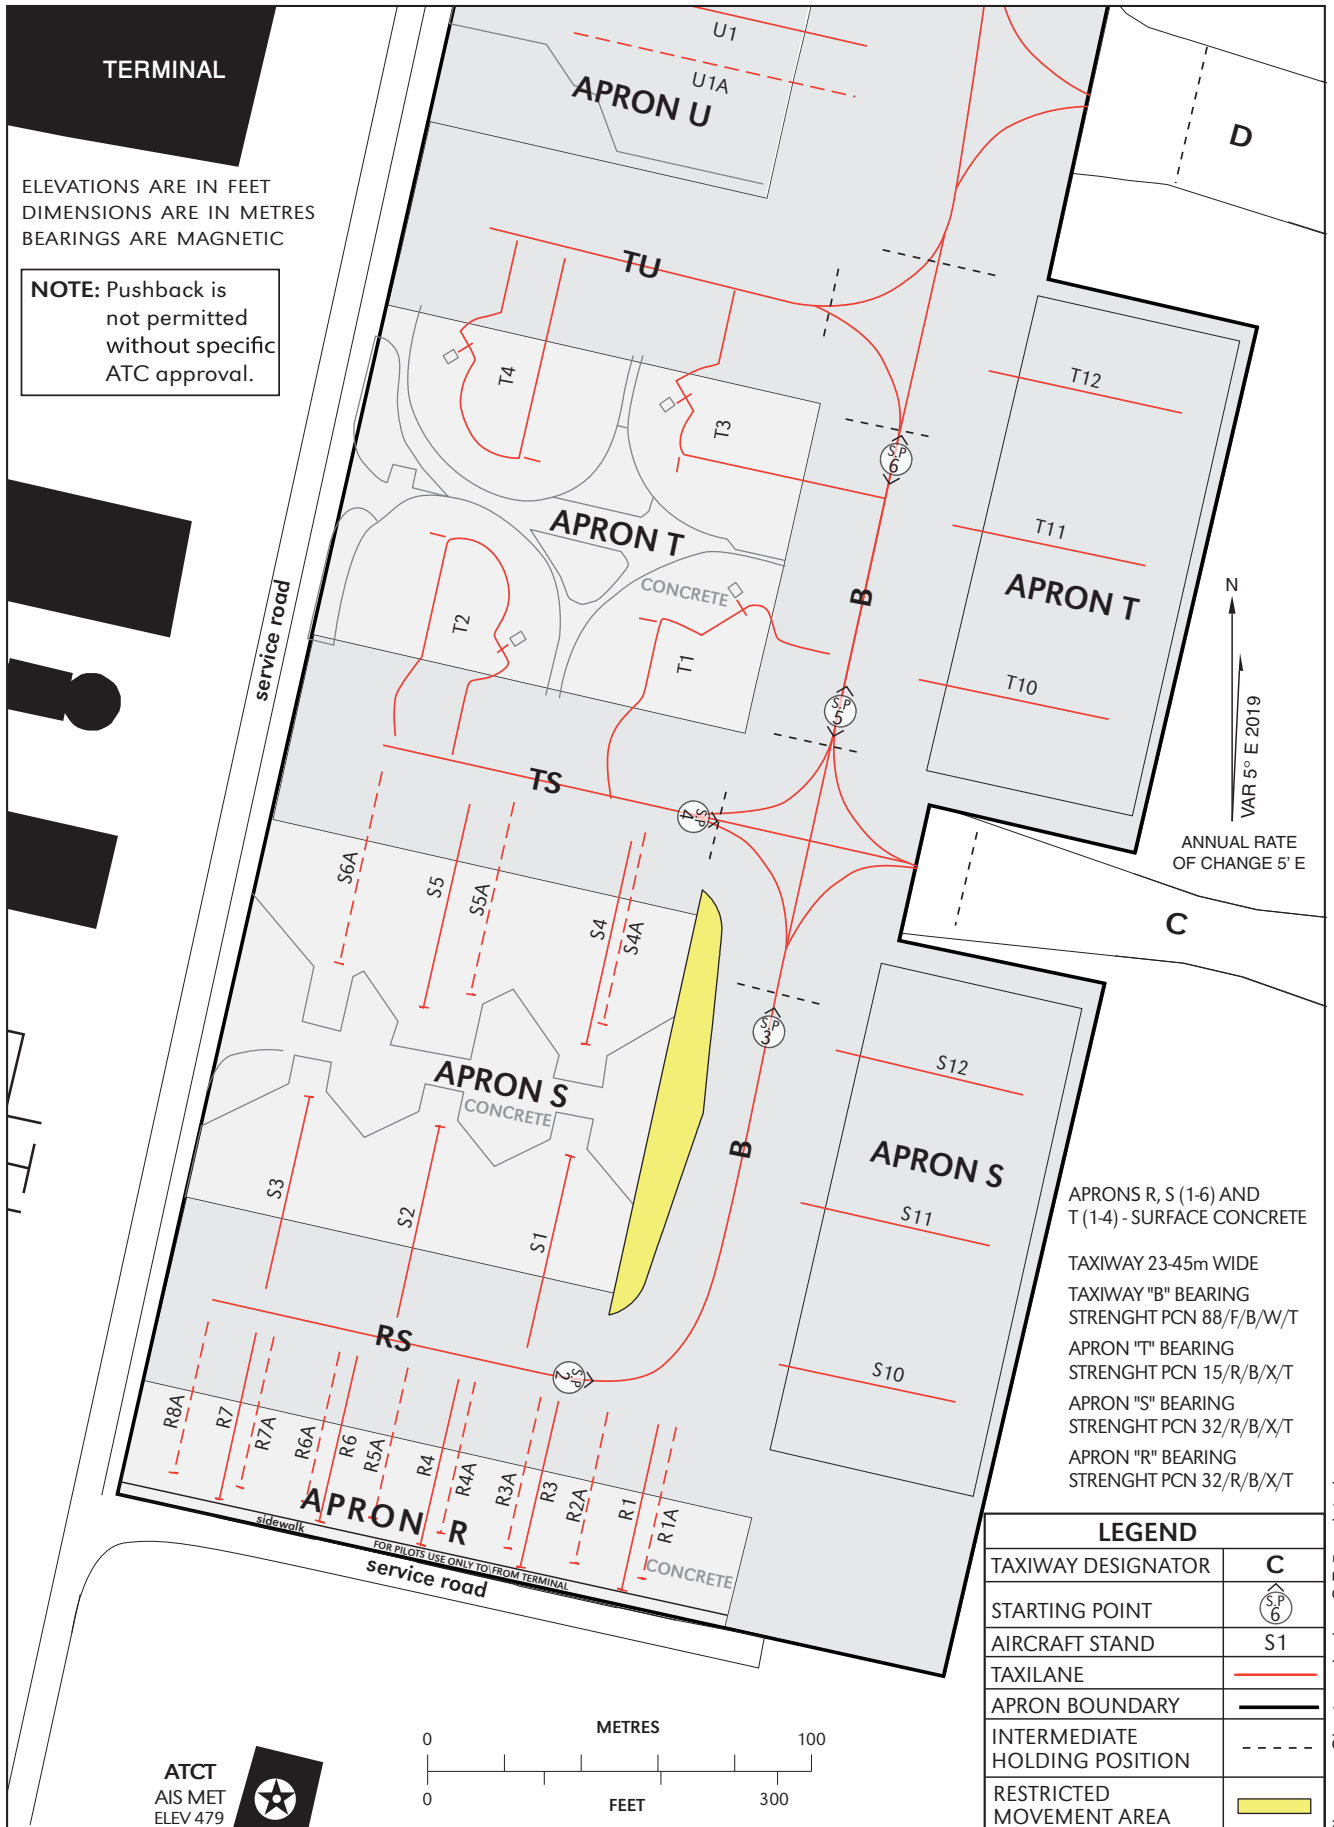 TERMINAL
U1
U1A
APRON U
D
ELEVATIONS ARE IN FEET
DIMENSIONS ARE IN METRES
BEARINGS ARE MAGNETIC
NOTE: Pushback is
not permitted
without specific
ATC approval.
TU
T4
T3
T12
S.P
6
T11
APRON T
CONCRETE
B
APRON T
service road
T2
T1
T10
S.P
5
N
VAR 5° E 2019
ANNUAL RATE
OF CHANGE 5' E
TS
S.P
4
S6A
S5
S5A
S4
S4A
C
S.P
3
S12
APRON S
CONCRETE
B
APRON S
S3
S2
S1
S11
APRONS R, S (1-6) AND
T (1-4) - SURFACE CONCRETE
TAXIWAY 23-45m WIDE
TAXIWAY "B" BEARING
STRENGHT PCN 88/F/B/W/T
APRON "T" BEARING
STRENGHT PCN 15/R/B/X/T
APRON "S" BEARING
STRENGHT PCN 32/R/B/X/T
APRON "R" BEARING
STRENGHT PCN 32/R/B/X/T
RS
S.P
2
S10
R8A
R7
R7A
R6A
R6
R5A
R4
R4A
R3A
R3
R2A
R1
R1A
APRON R
CONCRETE
sidewalk
FOR PILOTS USE ONLY TO\FROM TERMINAL
service road
LEGEND
TAXIWAY DESIGNATOR C
STARTING POINT S.P 6
AIRCRAFT STAND S1
TAXILANE
APRON BOUNDARY
INTERMEDIATE
HOLDING POSITION
RESTRICTED
MOVEMENT AREA
METRES
0 100
0 300
FEET
ATCT
AIS MET
ELEV 479